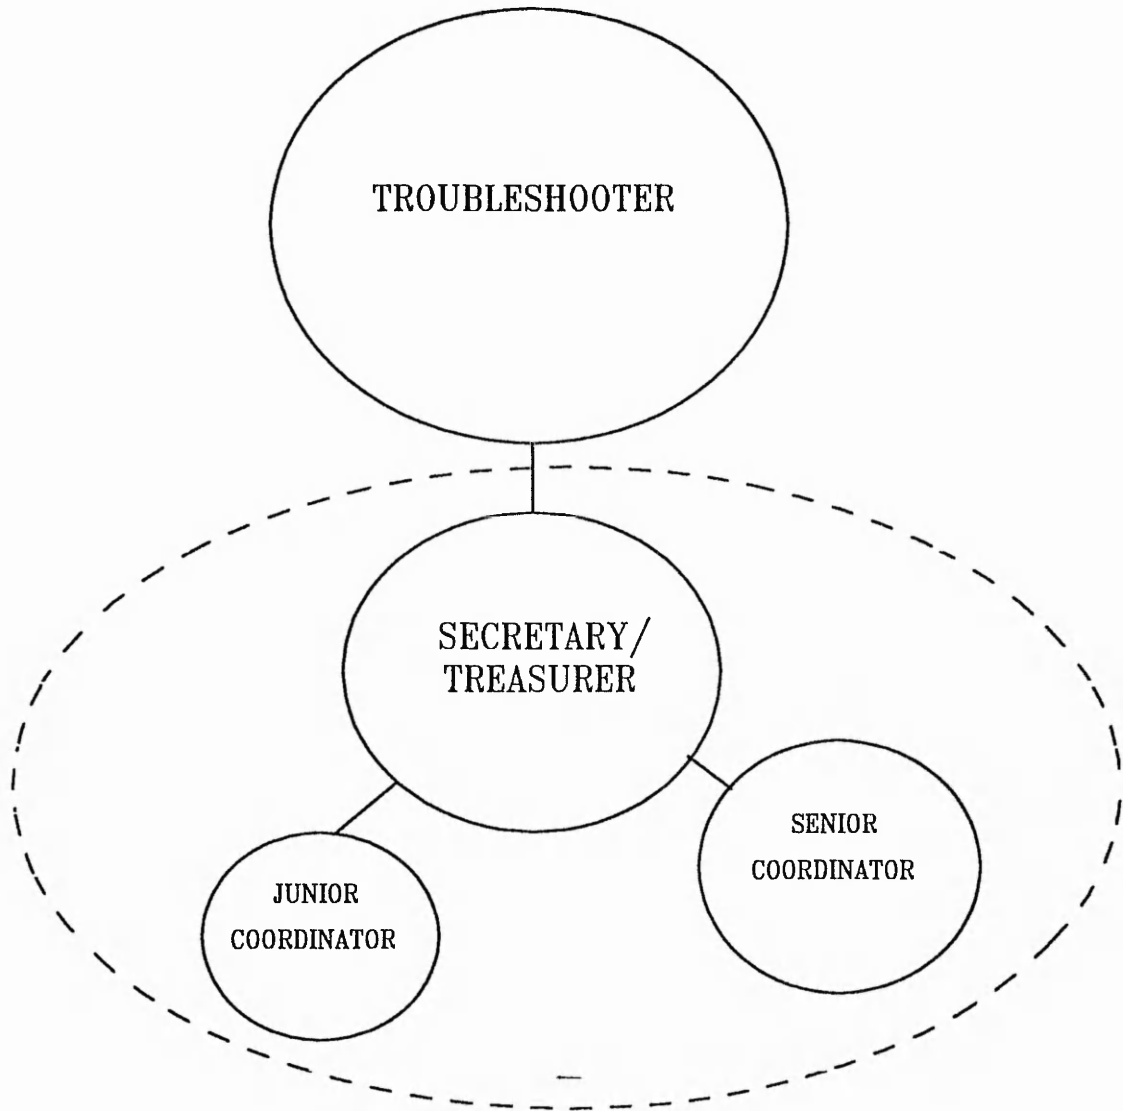 TROUBLESHOOTER
SECRETARY/
TREASURER
SENIOR
COORDINATOR
JUNIOR
COORDINATOR